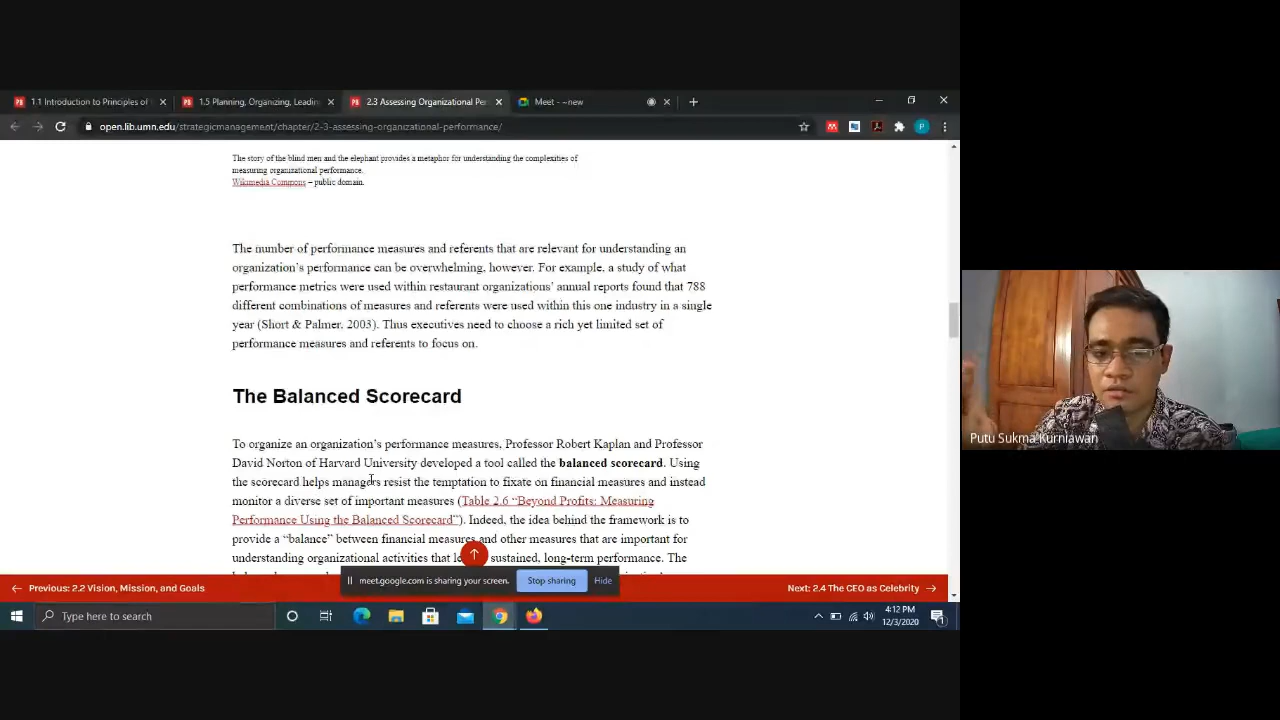 1.1 Introduction to Principles of
1.5 Planning, Organizing, Leadin
2.3 Assessing Organizational Pe
Meet - ~new
open.lib.umn.edu/strategicmanagement/chapter/2-3-assessing-organizational-performance/
The story of the blind men and the elephant provides a metaphor for understanding the complexities of
measuring organizational performance.
Wikimedia Commons – public domain.
The number of performance measures and referents that are relevant for understanding an
organization's performance can be overwhelming, however. For example, a study of what
performance metrics were used within restaurant organizations' annual reports found that 788
different combinations of measures and referents were used within this one industry in a single
year (Short & Palmer, 2003). Thus executives need to choose a rich yet limited set of
performance measures and referents to focus on.
The Balanced Scorecard
To organize an organization's performance measures, Professor Robert Kaplan and Professor
David Norton of Harvard University developed a tool called the balanced scorecard. Using
the scorecard helps managers resist the temptation to fixate on financial measures and instead
monitor a diverse set of important measures (Table 2.6 “Beyond Profits: Measuring
Performance Using the Balanced Scorecard”). Indeed, the idea behind the framework is to
provide a “balance” between financial measures and other measures that are important for
understanding organizational activities that le sustained, long-term performance. The
meet.google.com is sharing your screen.
Stop sharing
Hide
Previous: 2.2 Vision, Mission, and Goals
Next: 2.4 The CEO as Celebrity
Type here to search
4:12 PM
12/3/2020
Putu Sukma Kurniawan